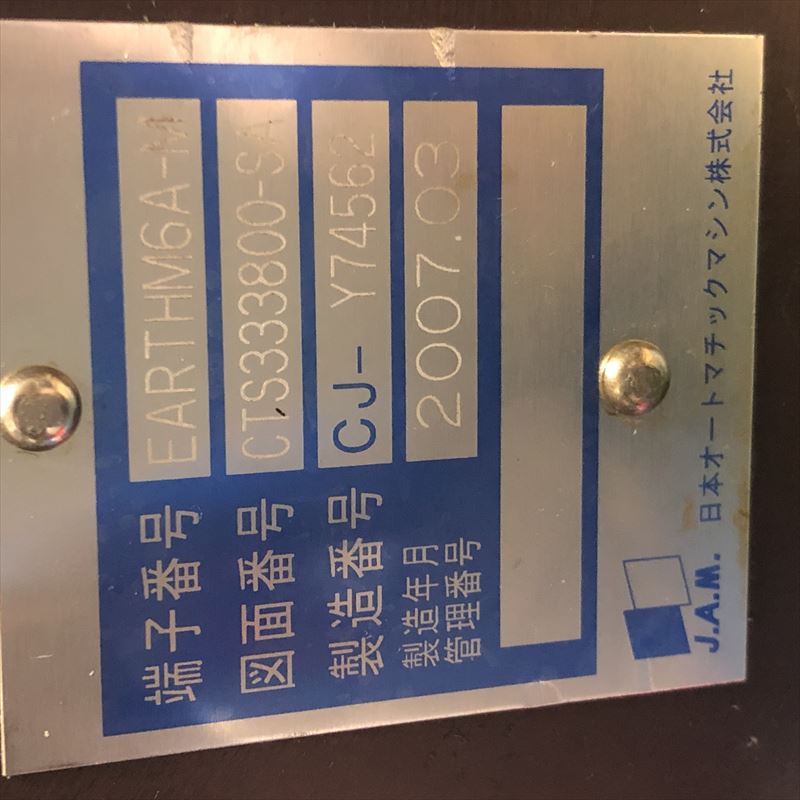 端子番号 EARTHM6A-M
図面番号 CTS333800-SA
製造番号 CJ- Y74562
製造年月 2007.03
管理番号
J.A.M. 日本オートマチックマシン株式会社